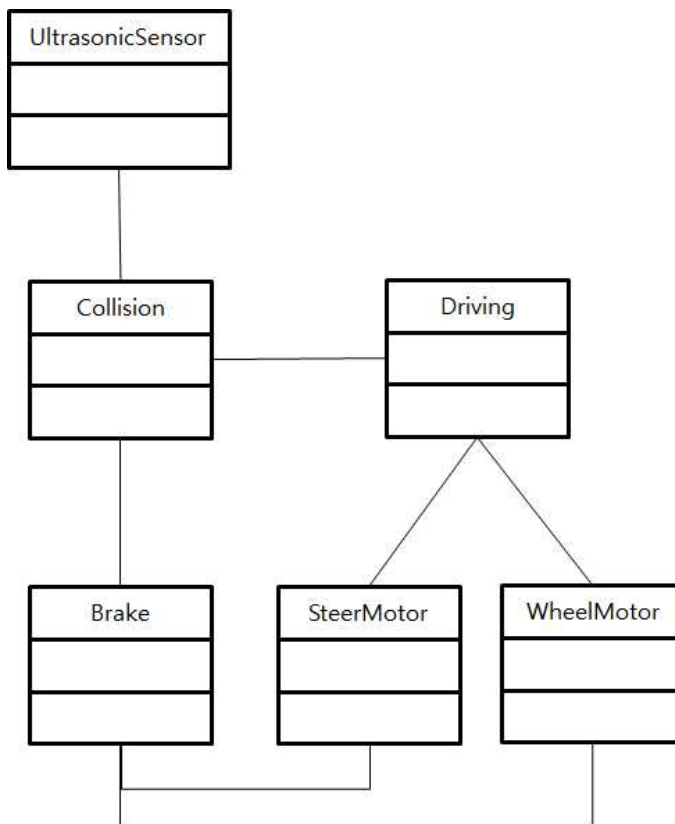 UltrasonicSensor
Collision
Driving
Brake
SteerMotor
WheelMotor